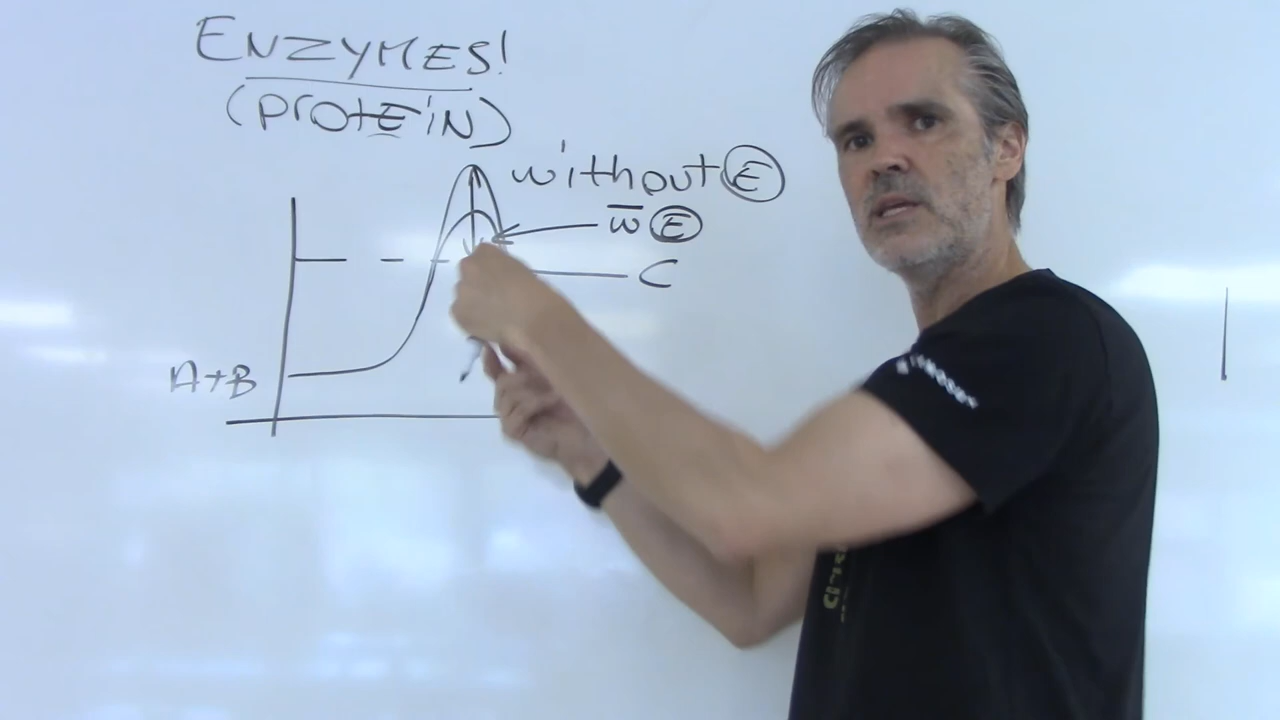 ENZYMES!
(protEiN)
without E
w̅ E
C
A+B